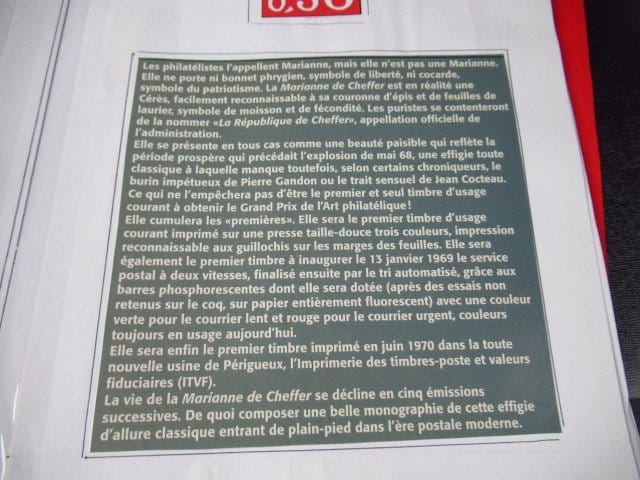 0,30
Les philatélistes l'appellent Marianne, mais elle n'est pas une Marianne.
Elle ne porte ni bonnet phrygien, symbole de liberté, ni cocarde,
symbole du patriotisme. La Marianne de Cheffer est en réalité une
Cérès, facilement reconnaissable à sa couronne d'épis et de feuilles de
laurier, symbole de moisson et de fécondité. Les puristes se contenteront
de la nommer «La République de Cheffer», appellation officielle de
l'administration.
Elle se présente en tous cas comme une beauté paisible qui reflète la
période prospère qui précédait l'explosion de mai 68, une effigie toute
classique à laquelle manque toutefois, selon certains chroniqueurs, le
burin impétueux de Pierre Gandon ou le trait sensuel de Jean Cocteau.
Ce qui ne l'empêchera pas d'être le premier et seul timbre d'usage
courant à obtenir le Grand Prix de l'Art philatélique!
Elle cumulera les «premières». Elle sera le premier timbre d'usage
courant imprimé sur une presse taille-douce trois couleurs, impression
reconnaissable aux guillochis sur les marges des feuilles. Elle sera
également le premier timbre à inaugurer le 13 janvier 1969 le service
postal à deux vitesses, finalisé ensuite par le tri automatisé, grâce aux
barres phosphorescentes dont elle sera dotée (après des essais non
retenus sur le coq, sur papier entièrement fluorescent) avec une couleur
verte pour le courrier lent et rouge pour le courrier urgent, couleurs
toujours en usage aujourd'hui.
Elle sera enfin le premier timbre imprimé en juin 1970 dans la toute
nouvelle usine de Périgueux, l'Imprimerie des timbres-poste et valeurs
fiduciaires (ITVF).
La vie de la Marianne de Cheffer se décline en cinq émissions
successives. De quoi composer une belle monographie de cette effigie
d'allure classique entrant de plain-pied dans l'ère postale moderne.